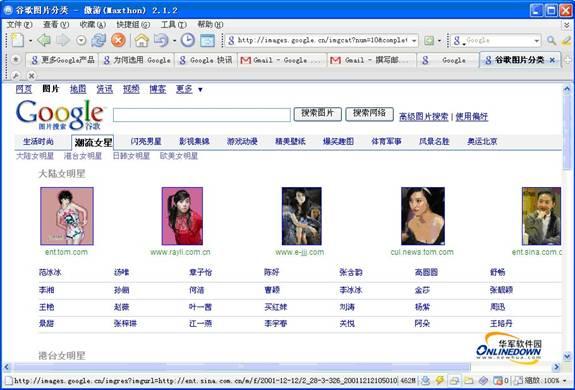 谷歌图片分类 - 傲游(Maxthon) 2.1.2
文件(F) 查看(V) 收藏(A) 快捷组(G) 工具(T) 帮助(H)
http://images.google.cn/imgcat?num=10&complet Google
更多Google产品 为何选用 Google Google 快讯 Gmail - Google ... Gmail - 撰写邮... Google 谷歌图片分类
网页 图片 地图 资讯 视频 博客 更多 ▼
Google
图片搜索 谷歌
搜索图片 搜索网络 高级图片搜索 | 使用偏好
生活时尚 潮流女星 闪亮男星 影视集锦 游戏动漫 精美壁纸 爆笑趣图 体育军事 风景名胜 奥运北京
大陆女明星 港台女明星 日韩女明星 欧美女明星
大陆女明星
ent.tom.com www.rayli.com.cn www.e-jjj.com cul.news.tom.com ent.sina.com.c
范冰冰 汤唯 章子怡 陈好 张含韵 高圆圆 舒畅
李湘 孙俪 何洁 曹颖 李冰冰 金莎 张靓颖
王艳 赵薇 叶一茜 买红妹 刘涛 杨紫 周迅
景甜 张梓琳 江一燕 李宇春 关悦 阿朵 王珞丹
港台女明星
华军软件园
ONLINEDOWN
www.newhua.com
http://images.google.cn/imgres?imgurl=http://ent.sina.com.cn/m/f/2001-12-12/2_28-3-326_20011212105010 462M 0 缩放:100%